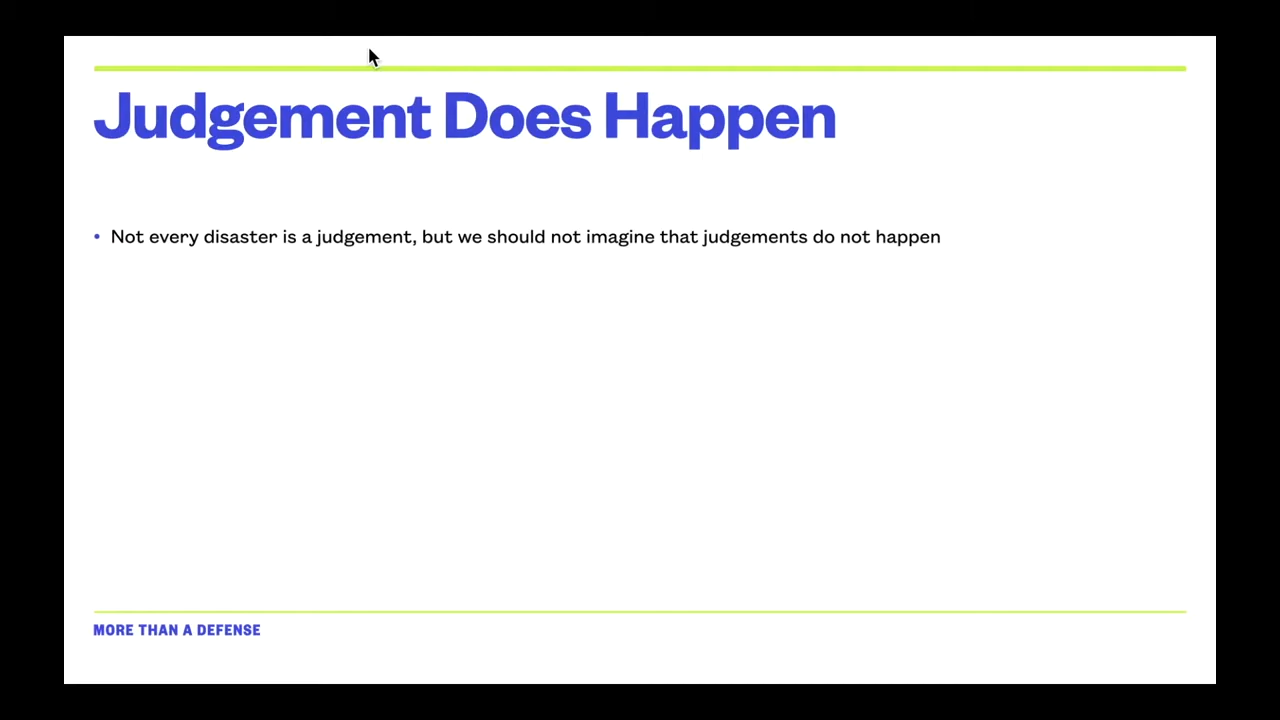 Judgement Does Happen
• Not every disaster is a judgement, but we should not imagine that judgements do not happen
MORE THAN A DEFENSE